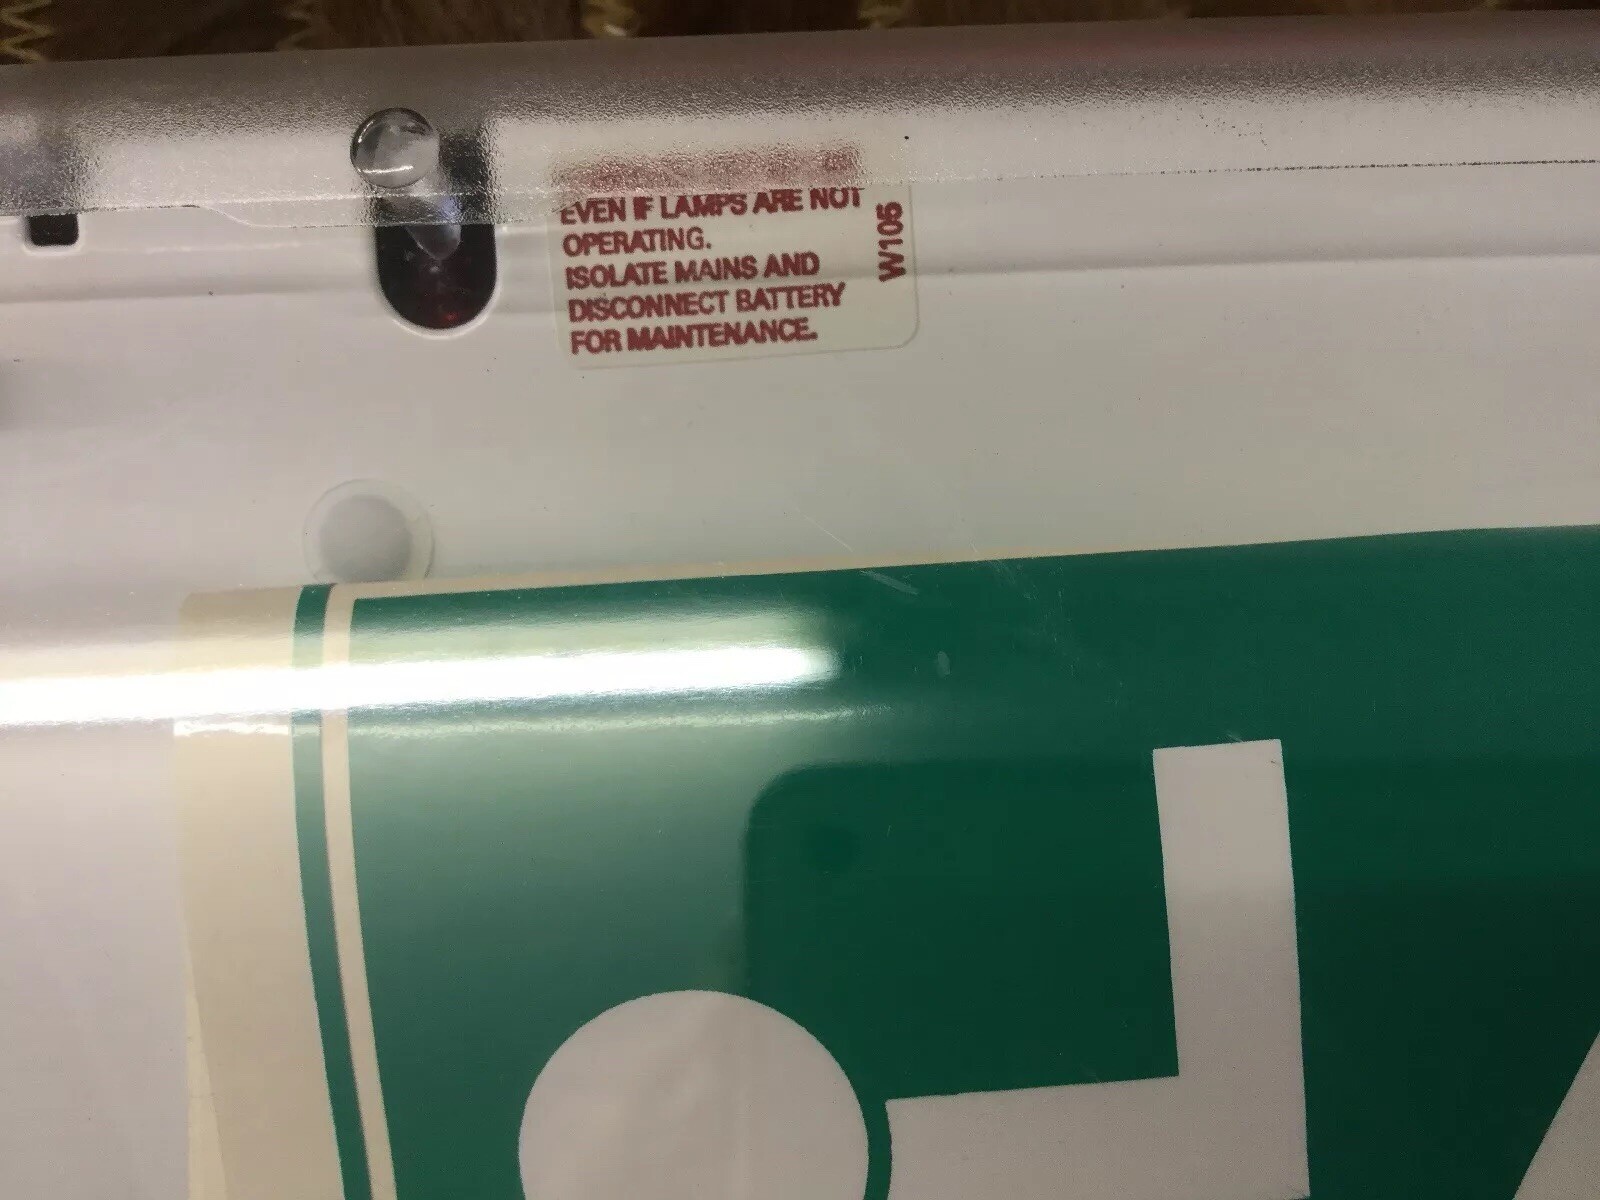 EVEN IF LAMPS ARE NOT
OPERATING.
ISOLATE MAINS AND
DISCONNECT BATTERY
FOR MAINTENANCE.
W105